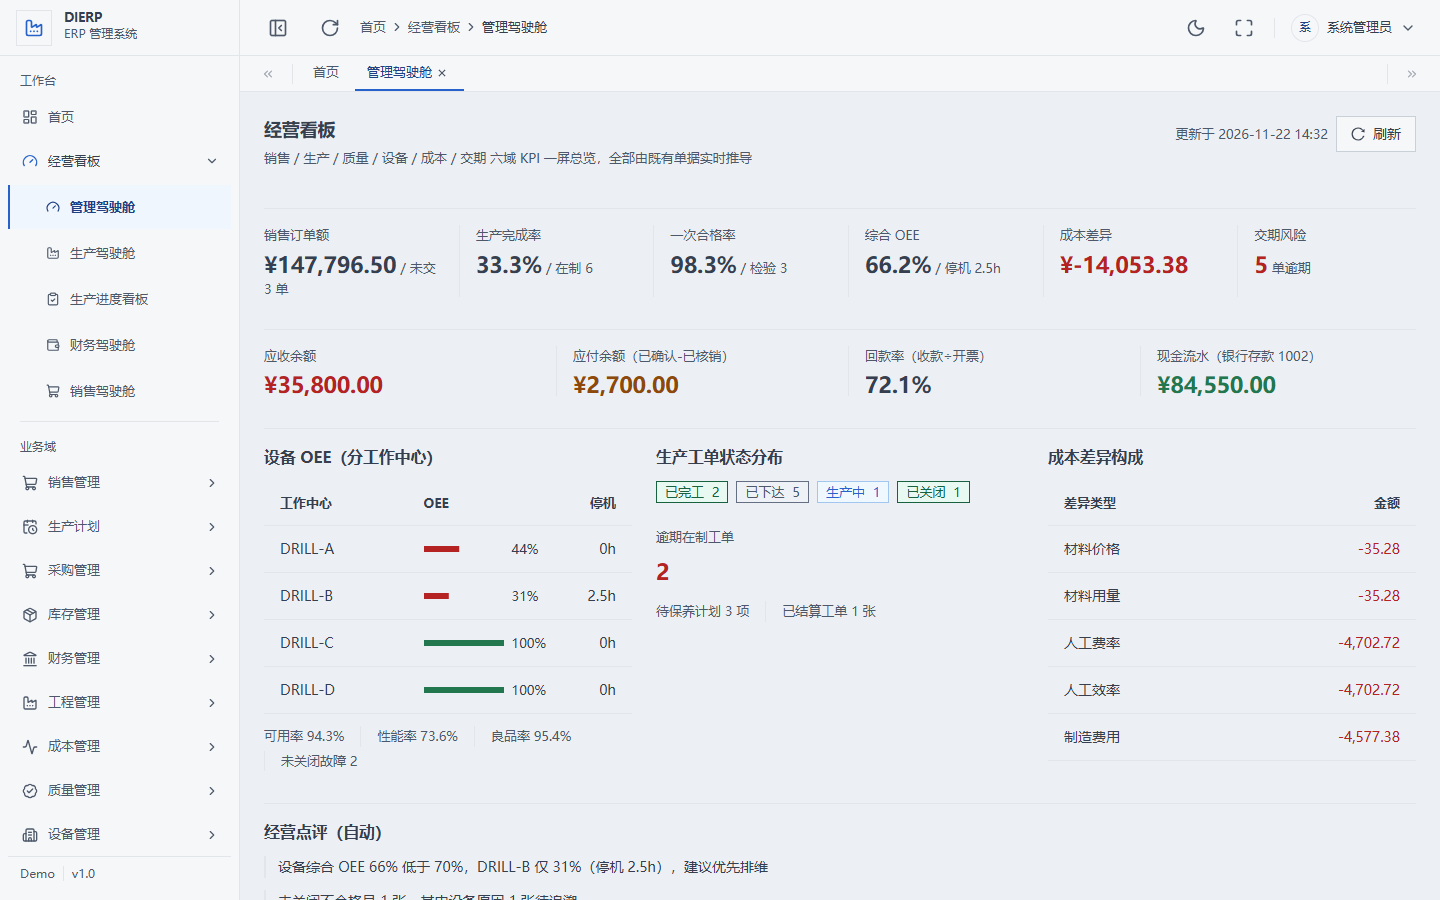 DIERP
ERP 管理系统
工作台
首页
经营看板
管理驾驶舱
生产驾驶舱
生产进度看板
财务驾驶舱
销售驾驶舱
业务域
销售管理
生产计划
采购管理
库存管理
财务管理
工程管理
成本管理
质量管理
设备管理
Demo v1.0
首页 > 经营看板 > 管理驾驶舱
系 系统管理员
« 首页 管理驾驶舱 × »
经营看板
销售 / 生产 / 质量 / 设备 / 成本 / 交期 六域 KPI 一屏总览，全部由既有单据实时推导
更新于 2026-11-22 14:32 刷新
销售订单额
¥147,796.50 / 未交
3 单
生产完成率
33.3% / 在制 6
一次合格率
98.3% / 检验 3
综合 OEE
66.2% / 停机 2.5h
成本差异
¥-14,053.38
交期风险
5 单逾期
应收余额
¥35,800.00
应付余额（已确认-已核销）
¥2,700.00
回款率（收款÷开票）
72.1%
现金流水（银行存款 1002）
¥84,550.00
设备 OEE（分工作中心）
工作中心 OEE 停机
DRILL-A 44% 0h
DRILL-B 31% 2.5h
DRILL-C 100% 0h
DRILL-D 100% 0h
可用率 94.3% 性能率 73.6% 良品率 95.4%
未关闭故障 2
生产工单状态分布
已完工 2 已下达 5 生产中 1 已关闭 1
逾期在制工单
2
待保养计划 3 项 已结算工单 1 张
成本差异构成
差异类型 金额
材料价格 -35.28
材料用量 -35.28
人工费率 -4,702.72
人工效率 -4,702.72
制造费用 -4,577.38
经营点评（自动）
设备综合 OEE 66% 低于 70%，DRILL-B 仅 31%（停机 2.5h），建议优先排维